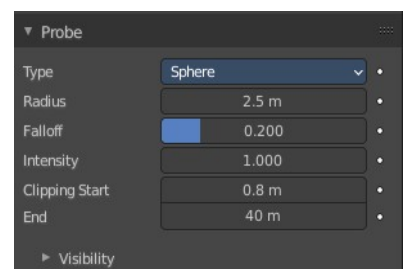 Probe
Type Sphere
Radius 2.5 m
Falloff 0.200
Intensity 1.000
Clipping Start 0.8 m
End 40 m
Visibility